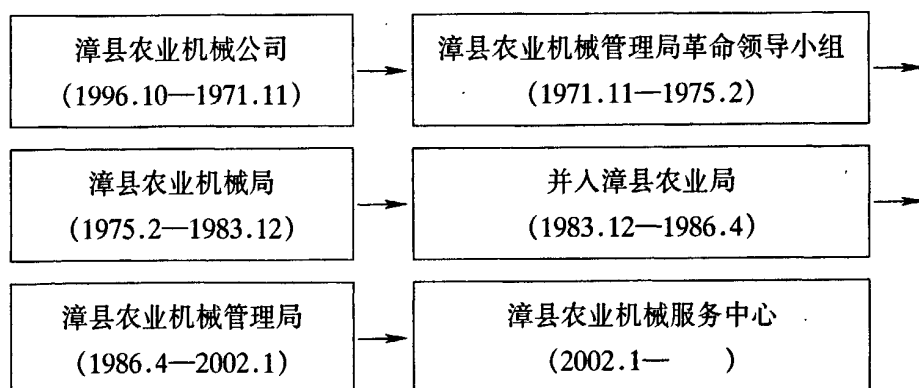 漳县农业机械公司
(1996.10—1971.11)
漳县农业机械管理局革命领导小组
(1971.11—1975.2)
漳县农业机械局
(1975.2—1983.12)
并入漳县农业局
(1983.12—1986.4)
漳县农业机械管理局
(1986.4—2002.1)
漳县农业机械服务中心
(2002.1—　　)